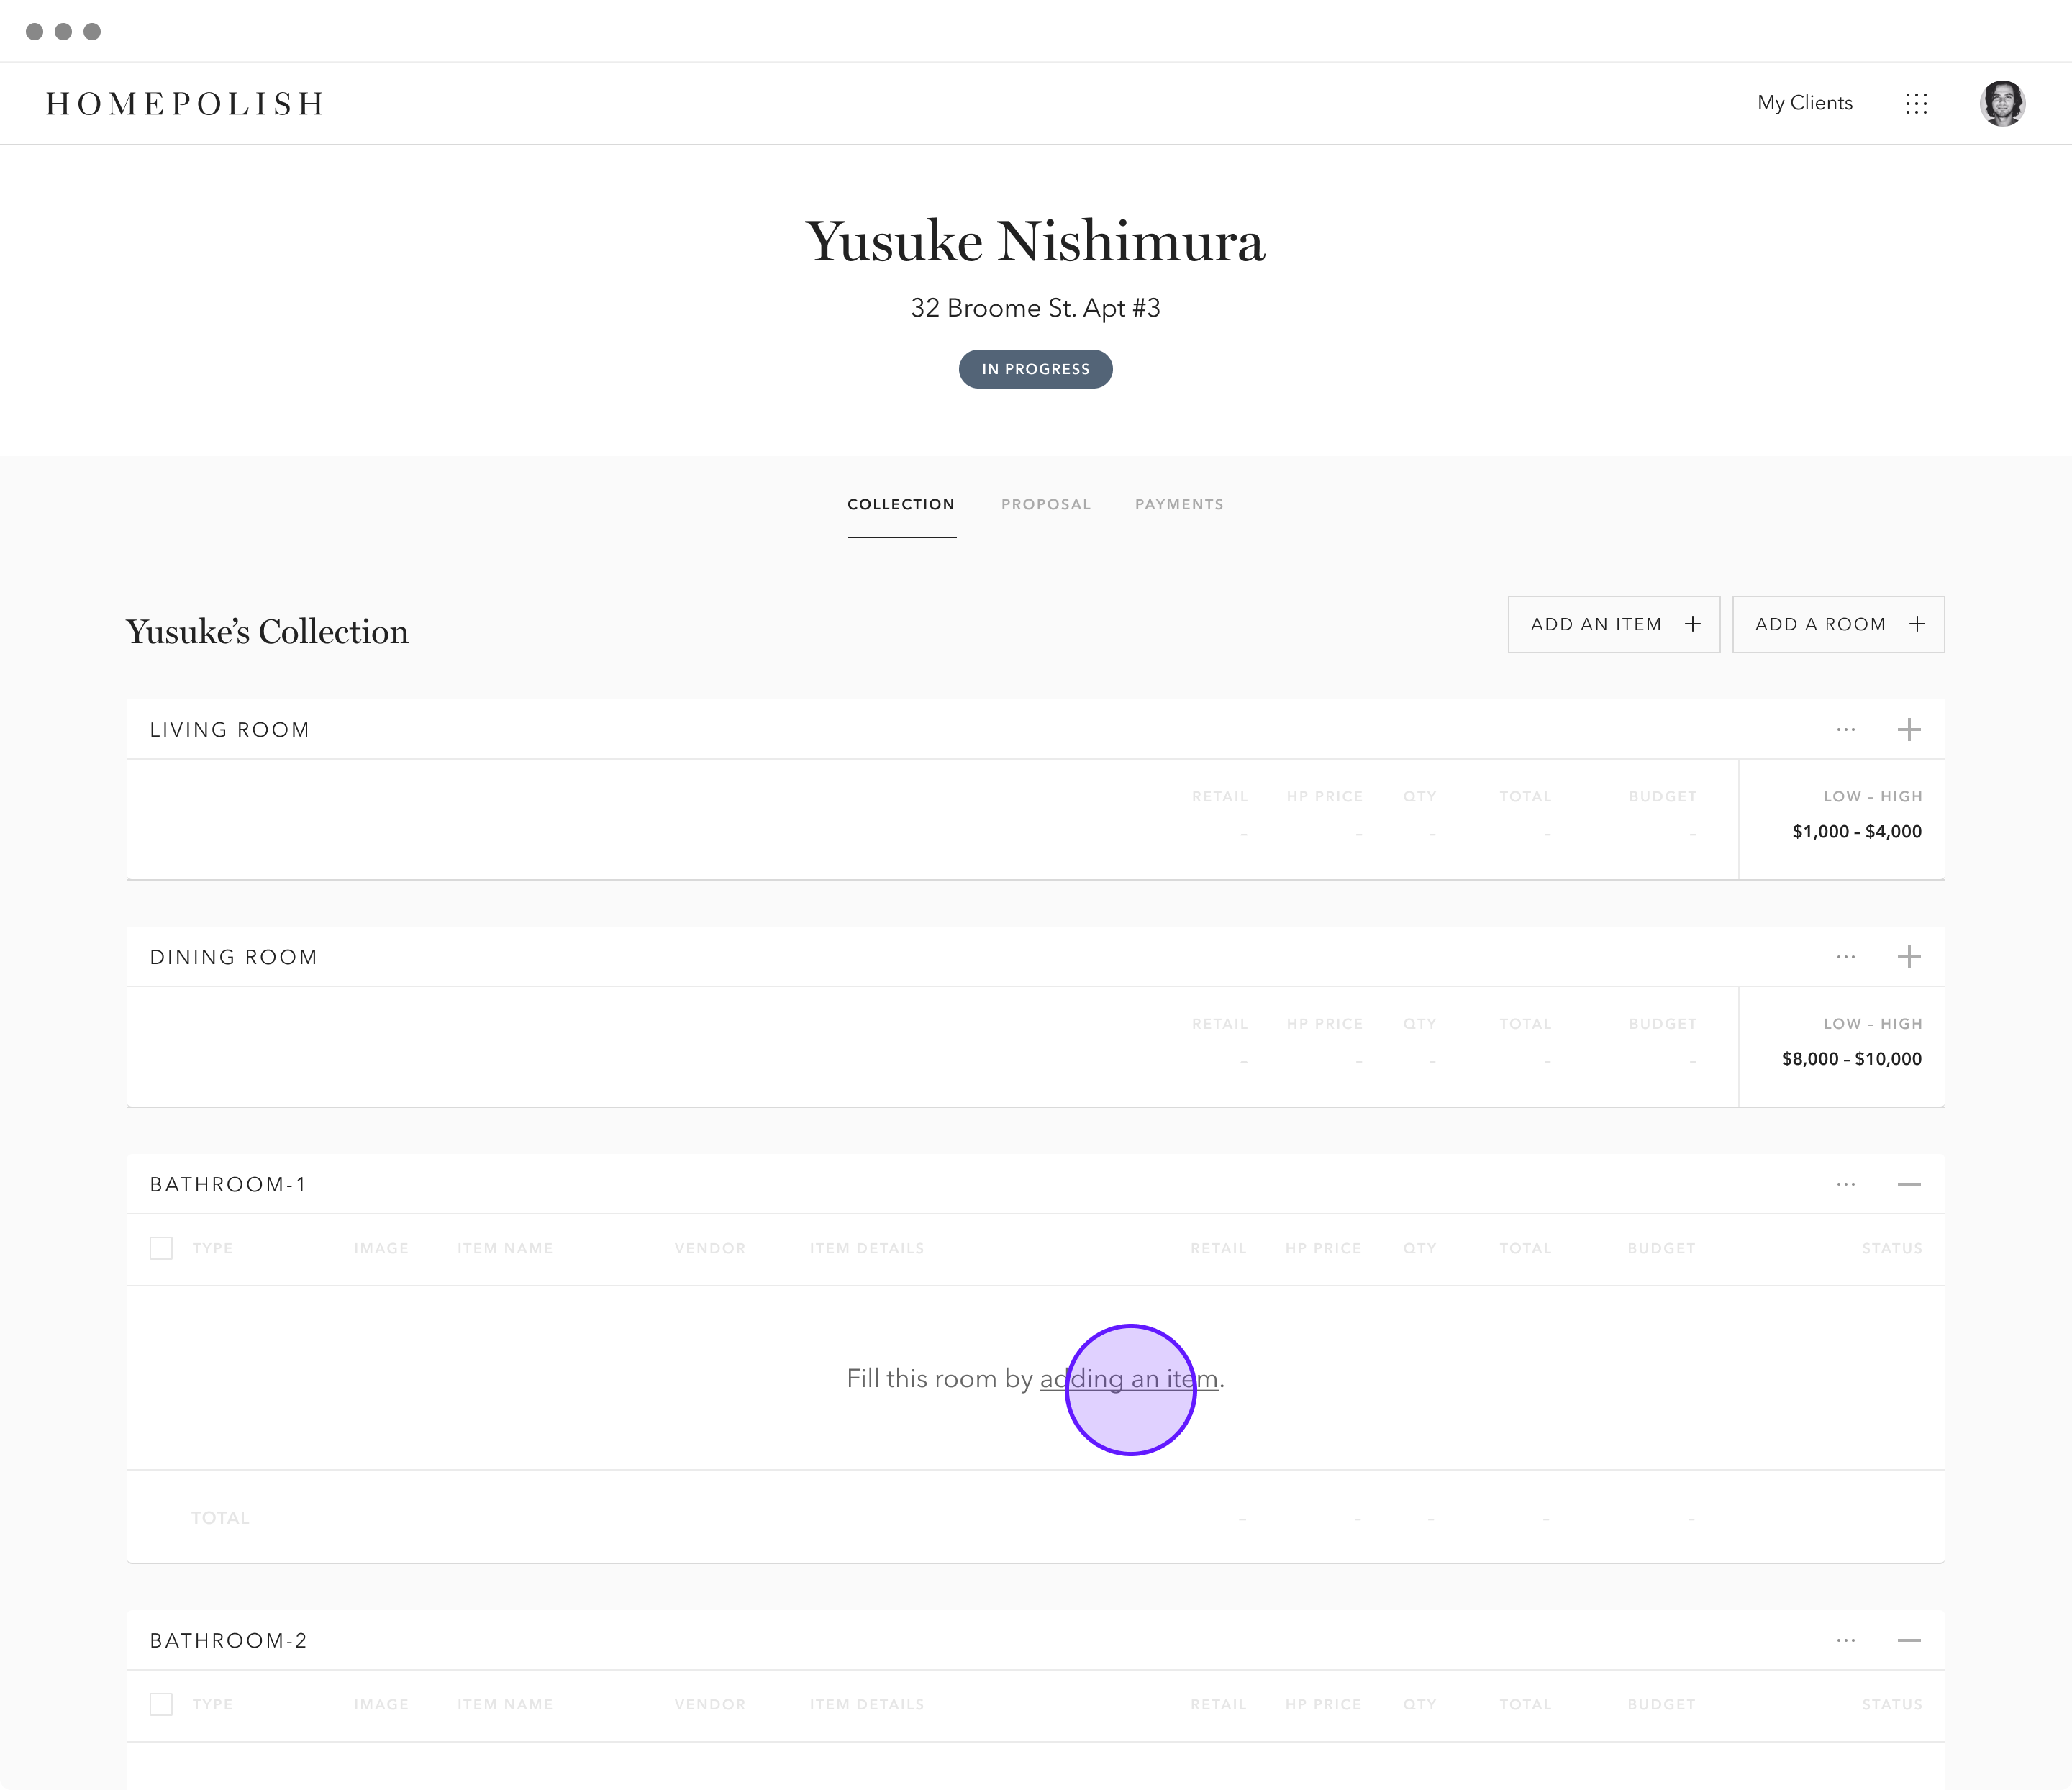 HOMEPOLISH
My Clients
Yusuke Nishimura
32 Broome St. Apt #3
IN PROGRESS
COLLECTION PROPOSAL PAYMENTS
Yusuke’s Collection
ADD AN ITEM +
ADD A ROOM +
LIVING ROOM ... +
RETAIL HP PRICE QTY TOTAL BUDGET LOW – HIGH
– – – – – $1,000 – $4,000
DINING ROOM ... +
RETAIL HP PRICE QTY TOTAL BUDGET LOW – HIGH
– – – – – $8,000 – $10,000
BATHROOM-1 ... —
TYPE IMAGE ITEM NAME VENDOR ITEM DETAILS RETAIL HP PRICE QTY TOTAL BUDGET STATUS
Fill this room by adding an item.
TOTAL – – – – –
BATHROOM-2 ... —
TYPE IMAGE ITEM NAME VENDOR ITEM DETAILS RETAIL HP PRICE QTY TOTAL BUDGET STATUS